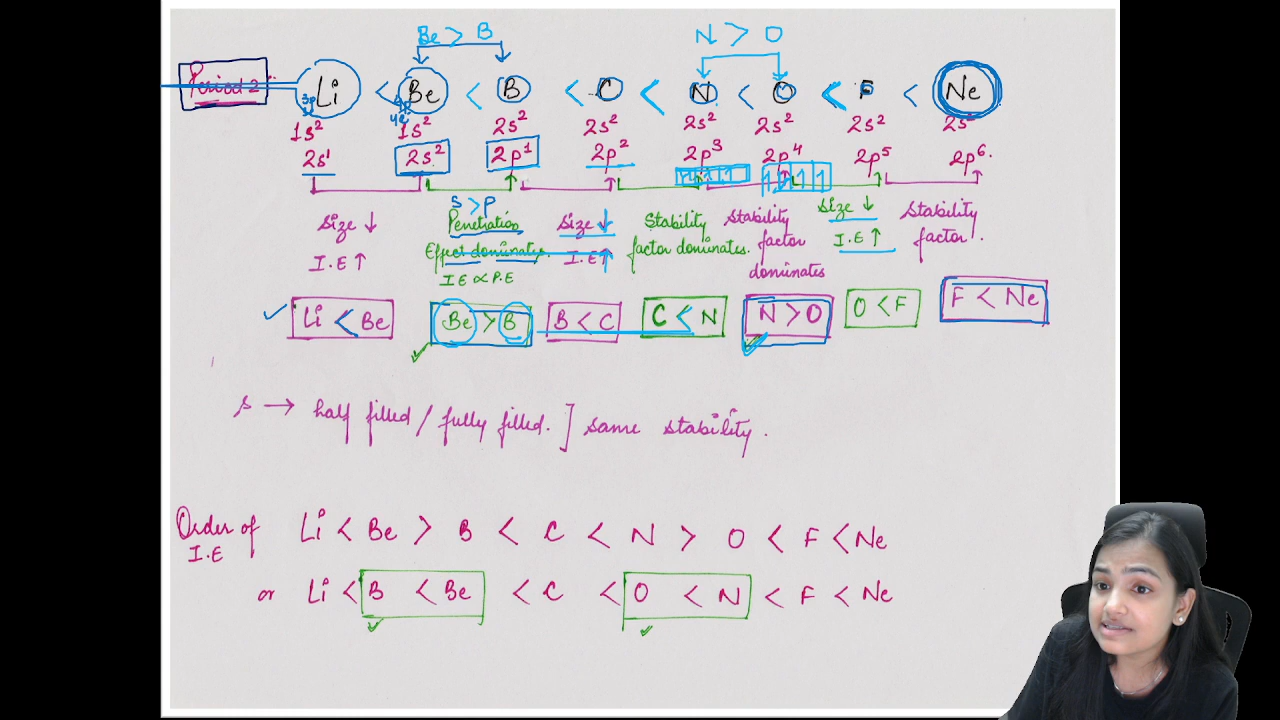 Be > B
N > O
Period 2
Li < Be < B < C < N < O < F < Ne
1s² 1s² 2s² 2s² 2s² 2s² 2s² 2s²
2s¹ 2s² 2p¹ 2p² 2p³ 2p⁴ 2p⁵ 2p⁶.
Size ↓
I.E ↑
s > p
Penetration
Effect dominates.
IE ∝ P.E
Size ↓
I.E ↑
Stability
factor dominates.
Stability
factor
dominates
Size ↓
I.E ↑
Stability
factor.
Li < Be
Be > B
B < C
C < N
N > O
O < F
F < Ne
s → half filled / fully filled. ] same stability.
Order of
I.E
Li < Be > B < C < N > O < F < Ne
or Li < B < Be < C < O < N < F < Ne